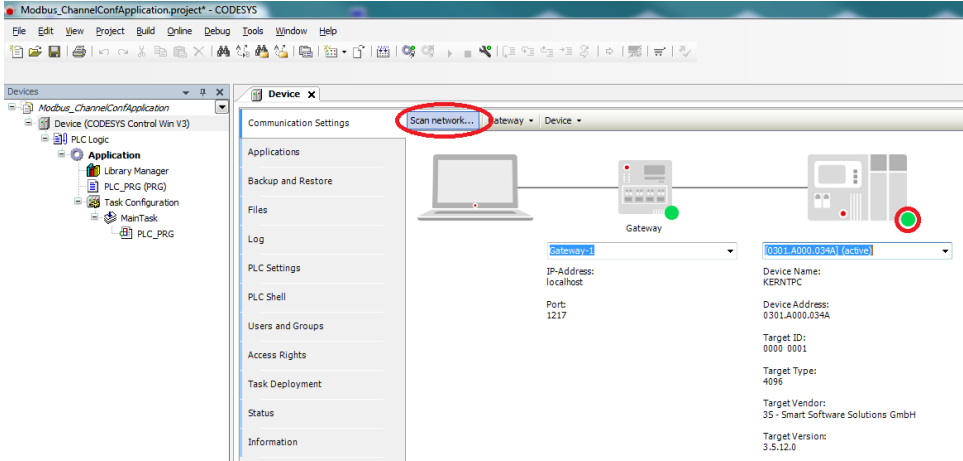 Modbus_ChannelConfApplication.project* - CODESYS
File Edit View Project Build Online Debug Tools Window Help
Devices
Modbus_ChannelConfApplication
Device (CODESYS Control Win V3)
PLC Logic
Application
Library Manager
PLC_PRG (PRG)
Task Configuration
MainTask
PLC_PRG
Device
Communication Settings
Applications
Backup and Restore
Files
Log
PLC Settings
PLC Shell
Users and Groups
Access Rights
Task Deployment
Status
Information
Scan network... Gateway Device
Gateway
Gateway-1
IP-Address:
localhost
Port:
1217
[0301.A000.034A] (active)
Device Name:
KERNTPC
Device Address:
0301.A000.034A
Target ID:
0000 0001
Target Type:
4096
Target Vendor:
3S - Smart Software Solutions GmbH
Target Version:
3.5.12.0